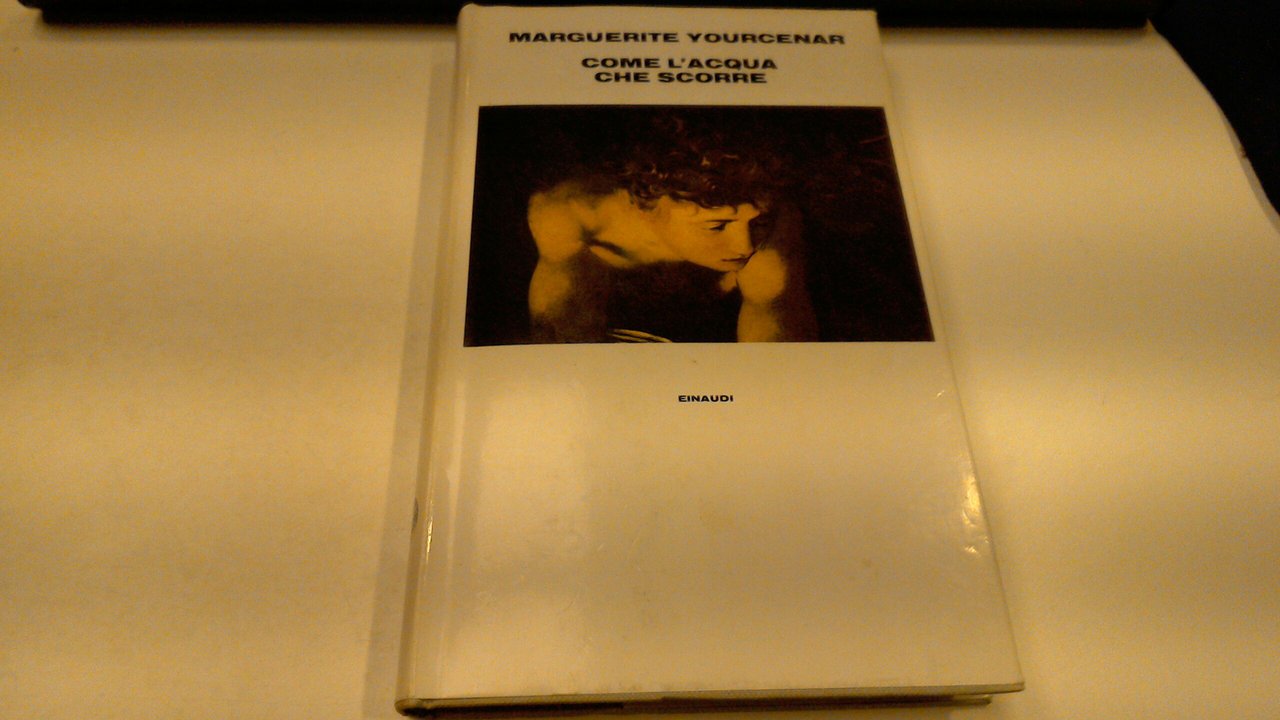 MARGUERITE YOURCENAR
COME L'ACQUA
CHE SCORRE
EINAUDI